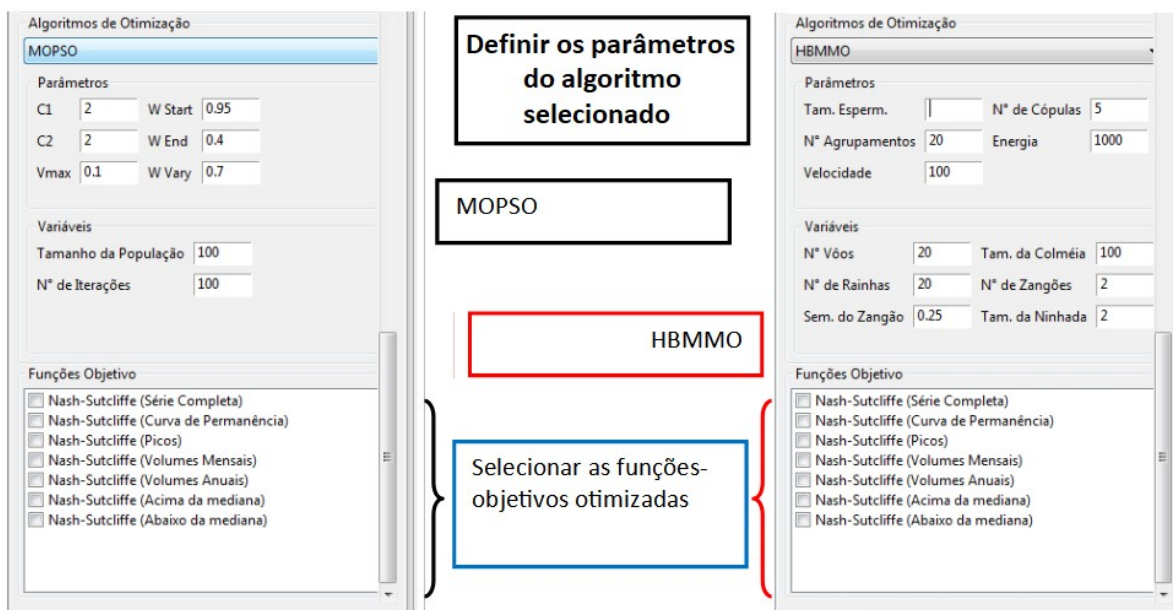 Algoritmos de Otimização
MOPSO
Parâmetros
C1 2 W Start 0.95
C2 2 W End 0.4
Vmax 0.1 W Vary 0.7
Variáveis
Tamanho da População 100
N° de Iterações 100
Funções Objetivo
Nash-Sutcliffe (Série Completa)
Nash-Sutcliffe (Curva de Permanência)
Nash-Sutcliffe (Picos)
Nash-Sutcliffe (Volumes Mensais)
Nash-Sutcliffe (Volumes Anuais)
Nash-Sutcliffe (Acima da mediana)
Nash-Sutcliffe (Abaixo da mediana)
Definir os parâmetros
do algoritmo
selecionado
MOPSO
HBMMO
Selecionar as funções-
objetivos otimizadas
Algoritmos de Otimização
HBMMO
Parâmetros
Tam. Esperm. N° de Cópulas 5
N° Agrupamentos 20 Energia 1000
Velocidade 100
Variáveis
N° Vôos 20 Tam. da Colméia 100
N° de Rainhas 20 N° de Zangões 2
Sem. do Zangão 0.25 Tam. da Ninhada 2
Funções Objetivo
Nash-Sutcliffe (Série Completa)
Nash-Sutcliffe (Curva de Permanência)
Nash-Sutcliffe (Picos)
Nash-Sutcliffe (Volumes Mensais)
Nash-Sutcliffe (Volumes Anuais)
Nash-Sutcliffe (Acima da mediana)
Nash-Sutcliffe (Abaixo da mediana)